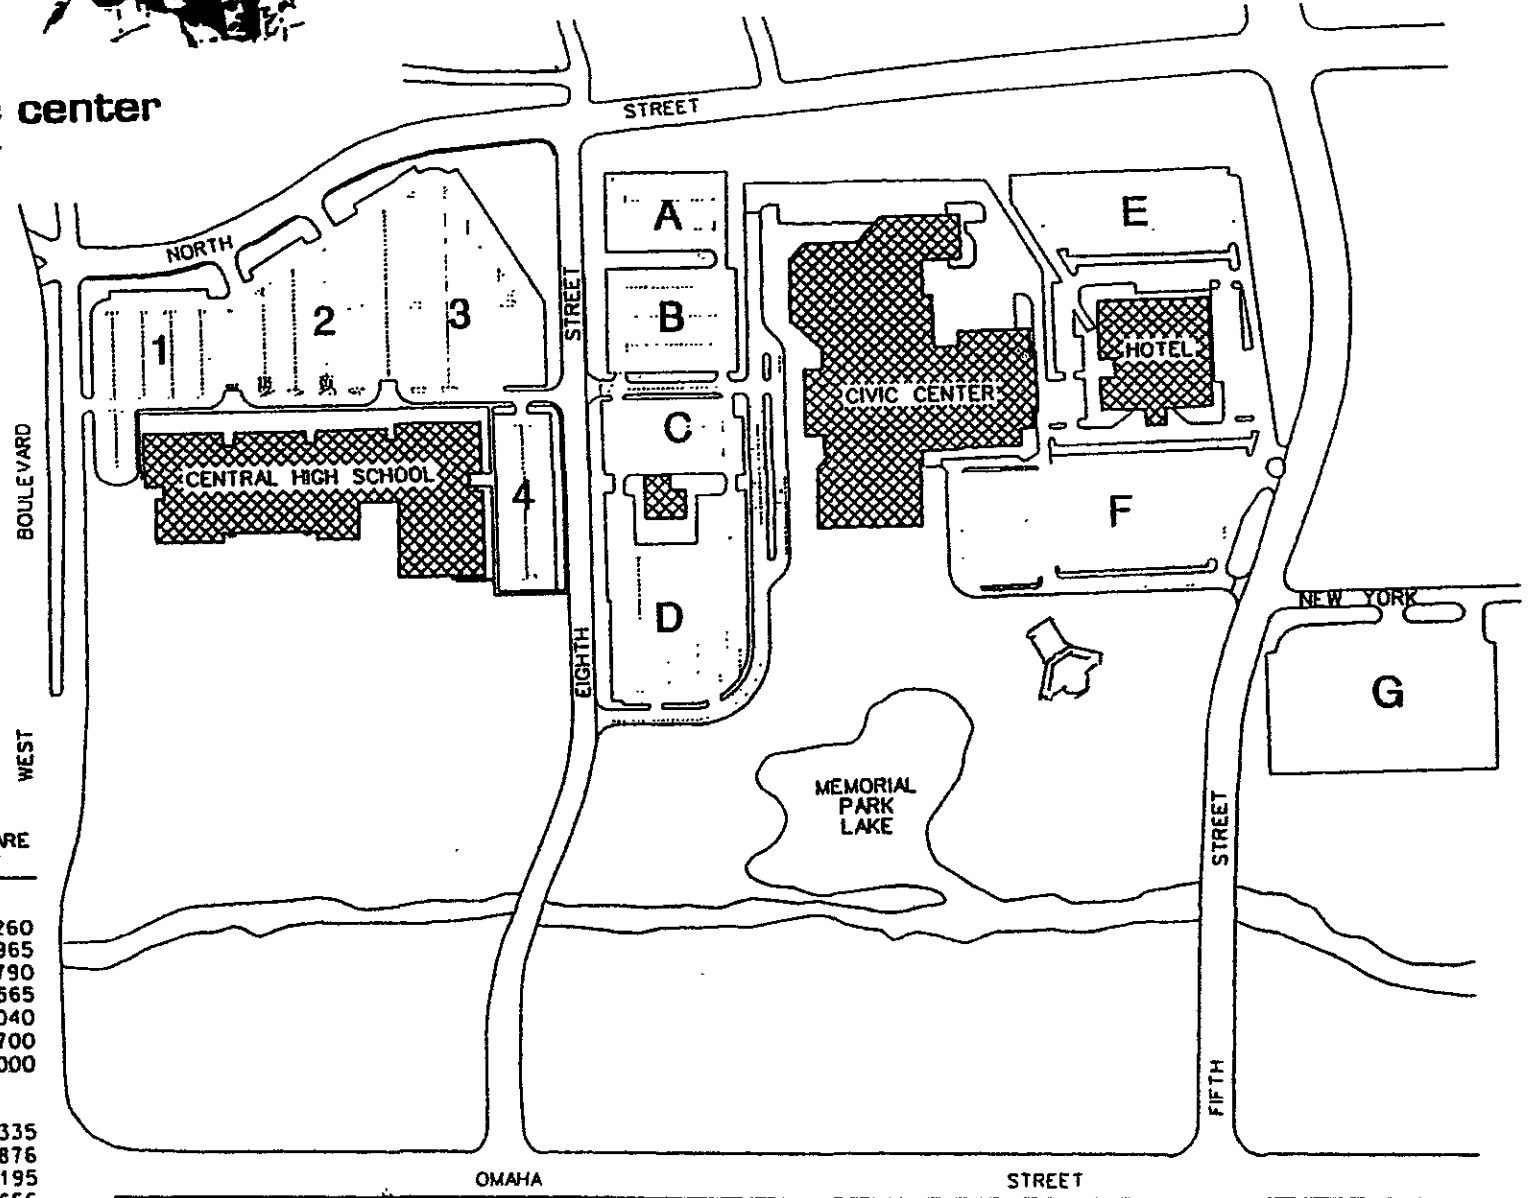 center
STREET
NORTH
A
E
STREET
1
2
3
B
HOTEL
CIVIC CENTER
C
CENTRAL HIGH SCHOOL
4
BOULEVARD
F
NEW YORK
D
EIGHTH
G
WEST
MEMORIAL
PARK
LAKE
STREET
260
965
790
565
040
700
000
FIFTH
335
876
195
OMAHA STREET